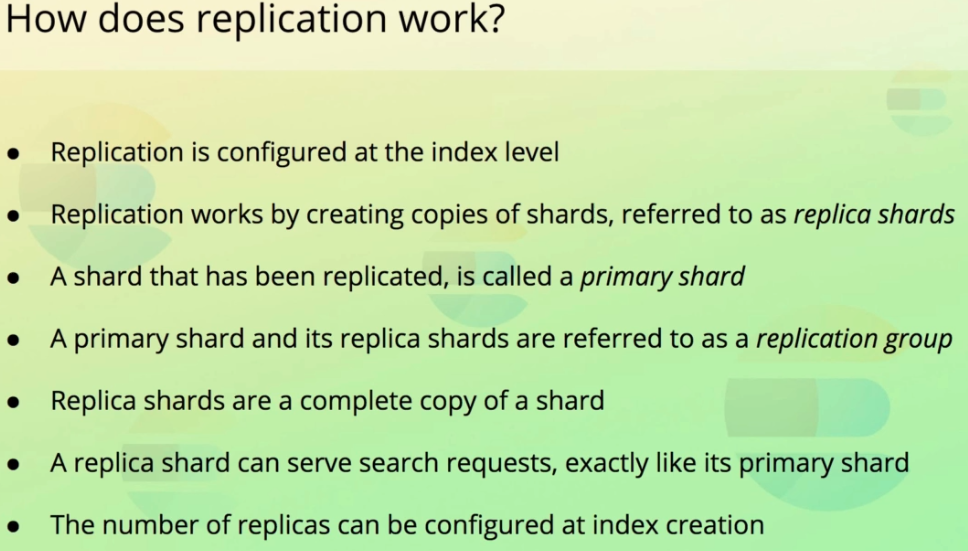 How does replication work?
● Replication is configured at the index level
● Replication works by creating copies of shards, referred to as replica shards
● A shard that has been replicated, is called a primary shard
● A primary shard and its replica shards are referred to as a replication group
● Replica shards are a complete copy of a shard
● A replica shard can serve search requests, exactly like its primary shard
● The number of replicas can be configured at index creation